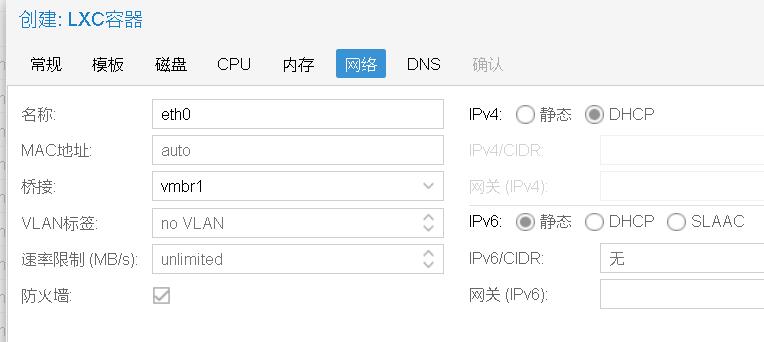 创建: LXC容器
常规 模板 磁盘 CPU 内存 网络 DNS 确认
名称: eth0 IPv4: 静态 DHCP
MAC地址: auto IPv4/CIDR:
桥接: vmbr1 网关 (IPv4):
VLAN标签: no VLAN IPv6: 静态 DHCP SLAAC
速率限制 (MB/s): unlimited IPv6/CIDR: 无
防火墙: 网关 (IPv6):